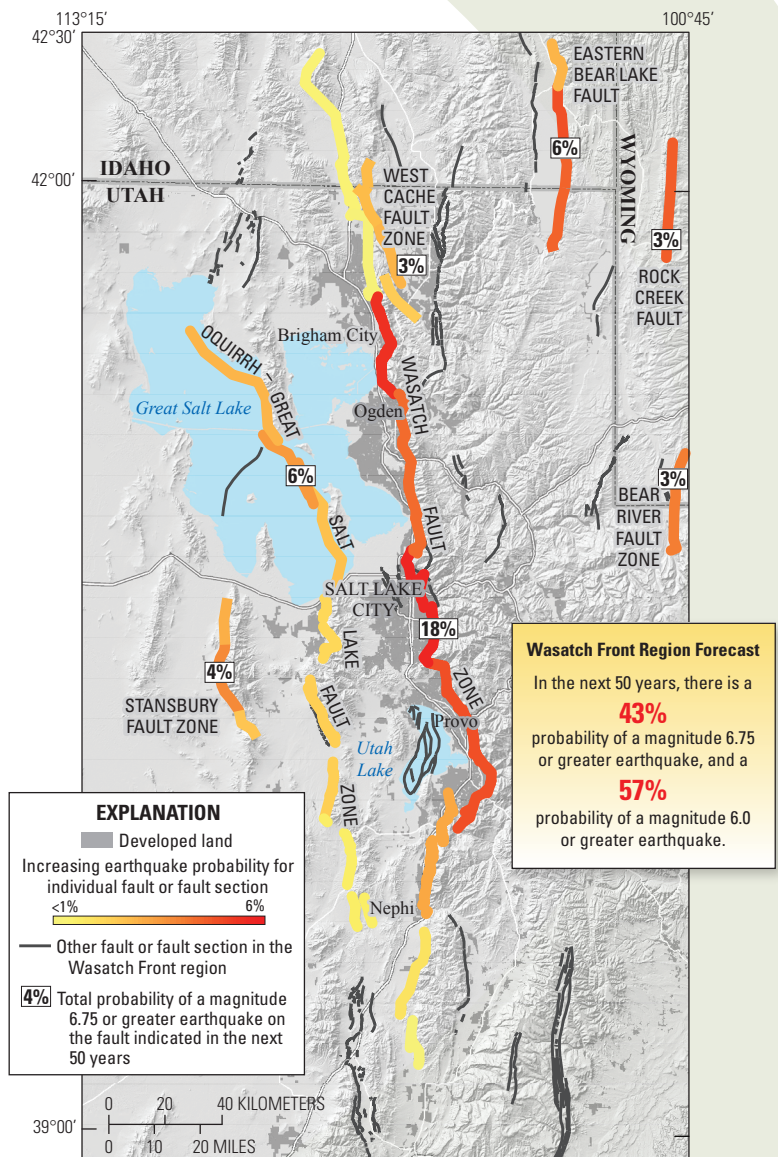 113°15′
100°45′
42°30′
EASTERN
BEAR LAKE
FAULT
WYOMING
6%
IDAHO
UTAH
42°00′
WEST
CACHE
FAULT
ZONE
3%
3%
ROCK
CREEK
FAULT
Brigham City
OQUIRRH – GREAT
SALT
LAKE
FAULT
ZONE
Great Salt Lake
WASATCH
FAULT
ZONE
Ogden
6%
3%
BEAR
RIVER
FAULT
ZONE
SALT LAKE
CITY
18%
4%
STANSBURY
FAULT ZONE
Provo
Utah
Lake
Nephi
Wasatch Front Region Forecast
In the next 50 years, there is a
43%
probability of a magnitude 6.75
or greater earthquake, and a
57%
probability of a magnitude 6.0
or greater earthquake.
EXPLANATION
Developed land
Increasing earthquake probability for
individual fault or fault section
<1%
6%
Other fault or fault section in the
Wasatch Front region
4% Total probability of a magnitude
6.75 or greater earthquake on
the fault indicated in the next
50 years
0 20 40 KILOMETERS
0 10 20 MILES
39°00′